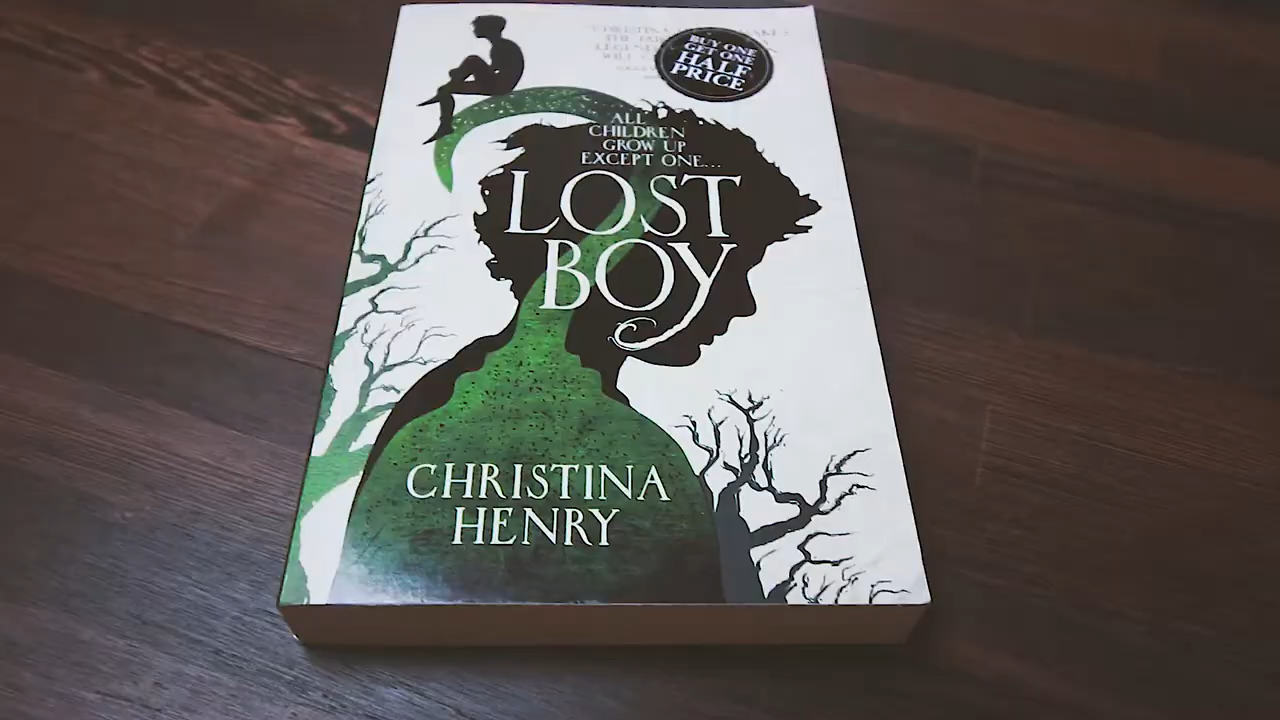 BUY ONE
GET ONE
HALF
PRICE
ALL
CHILDREN
GROW UP
EXCEPT ONE...
LOST
BOY
CHRISTINA
HENRY